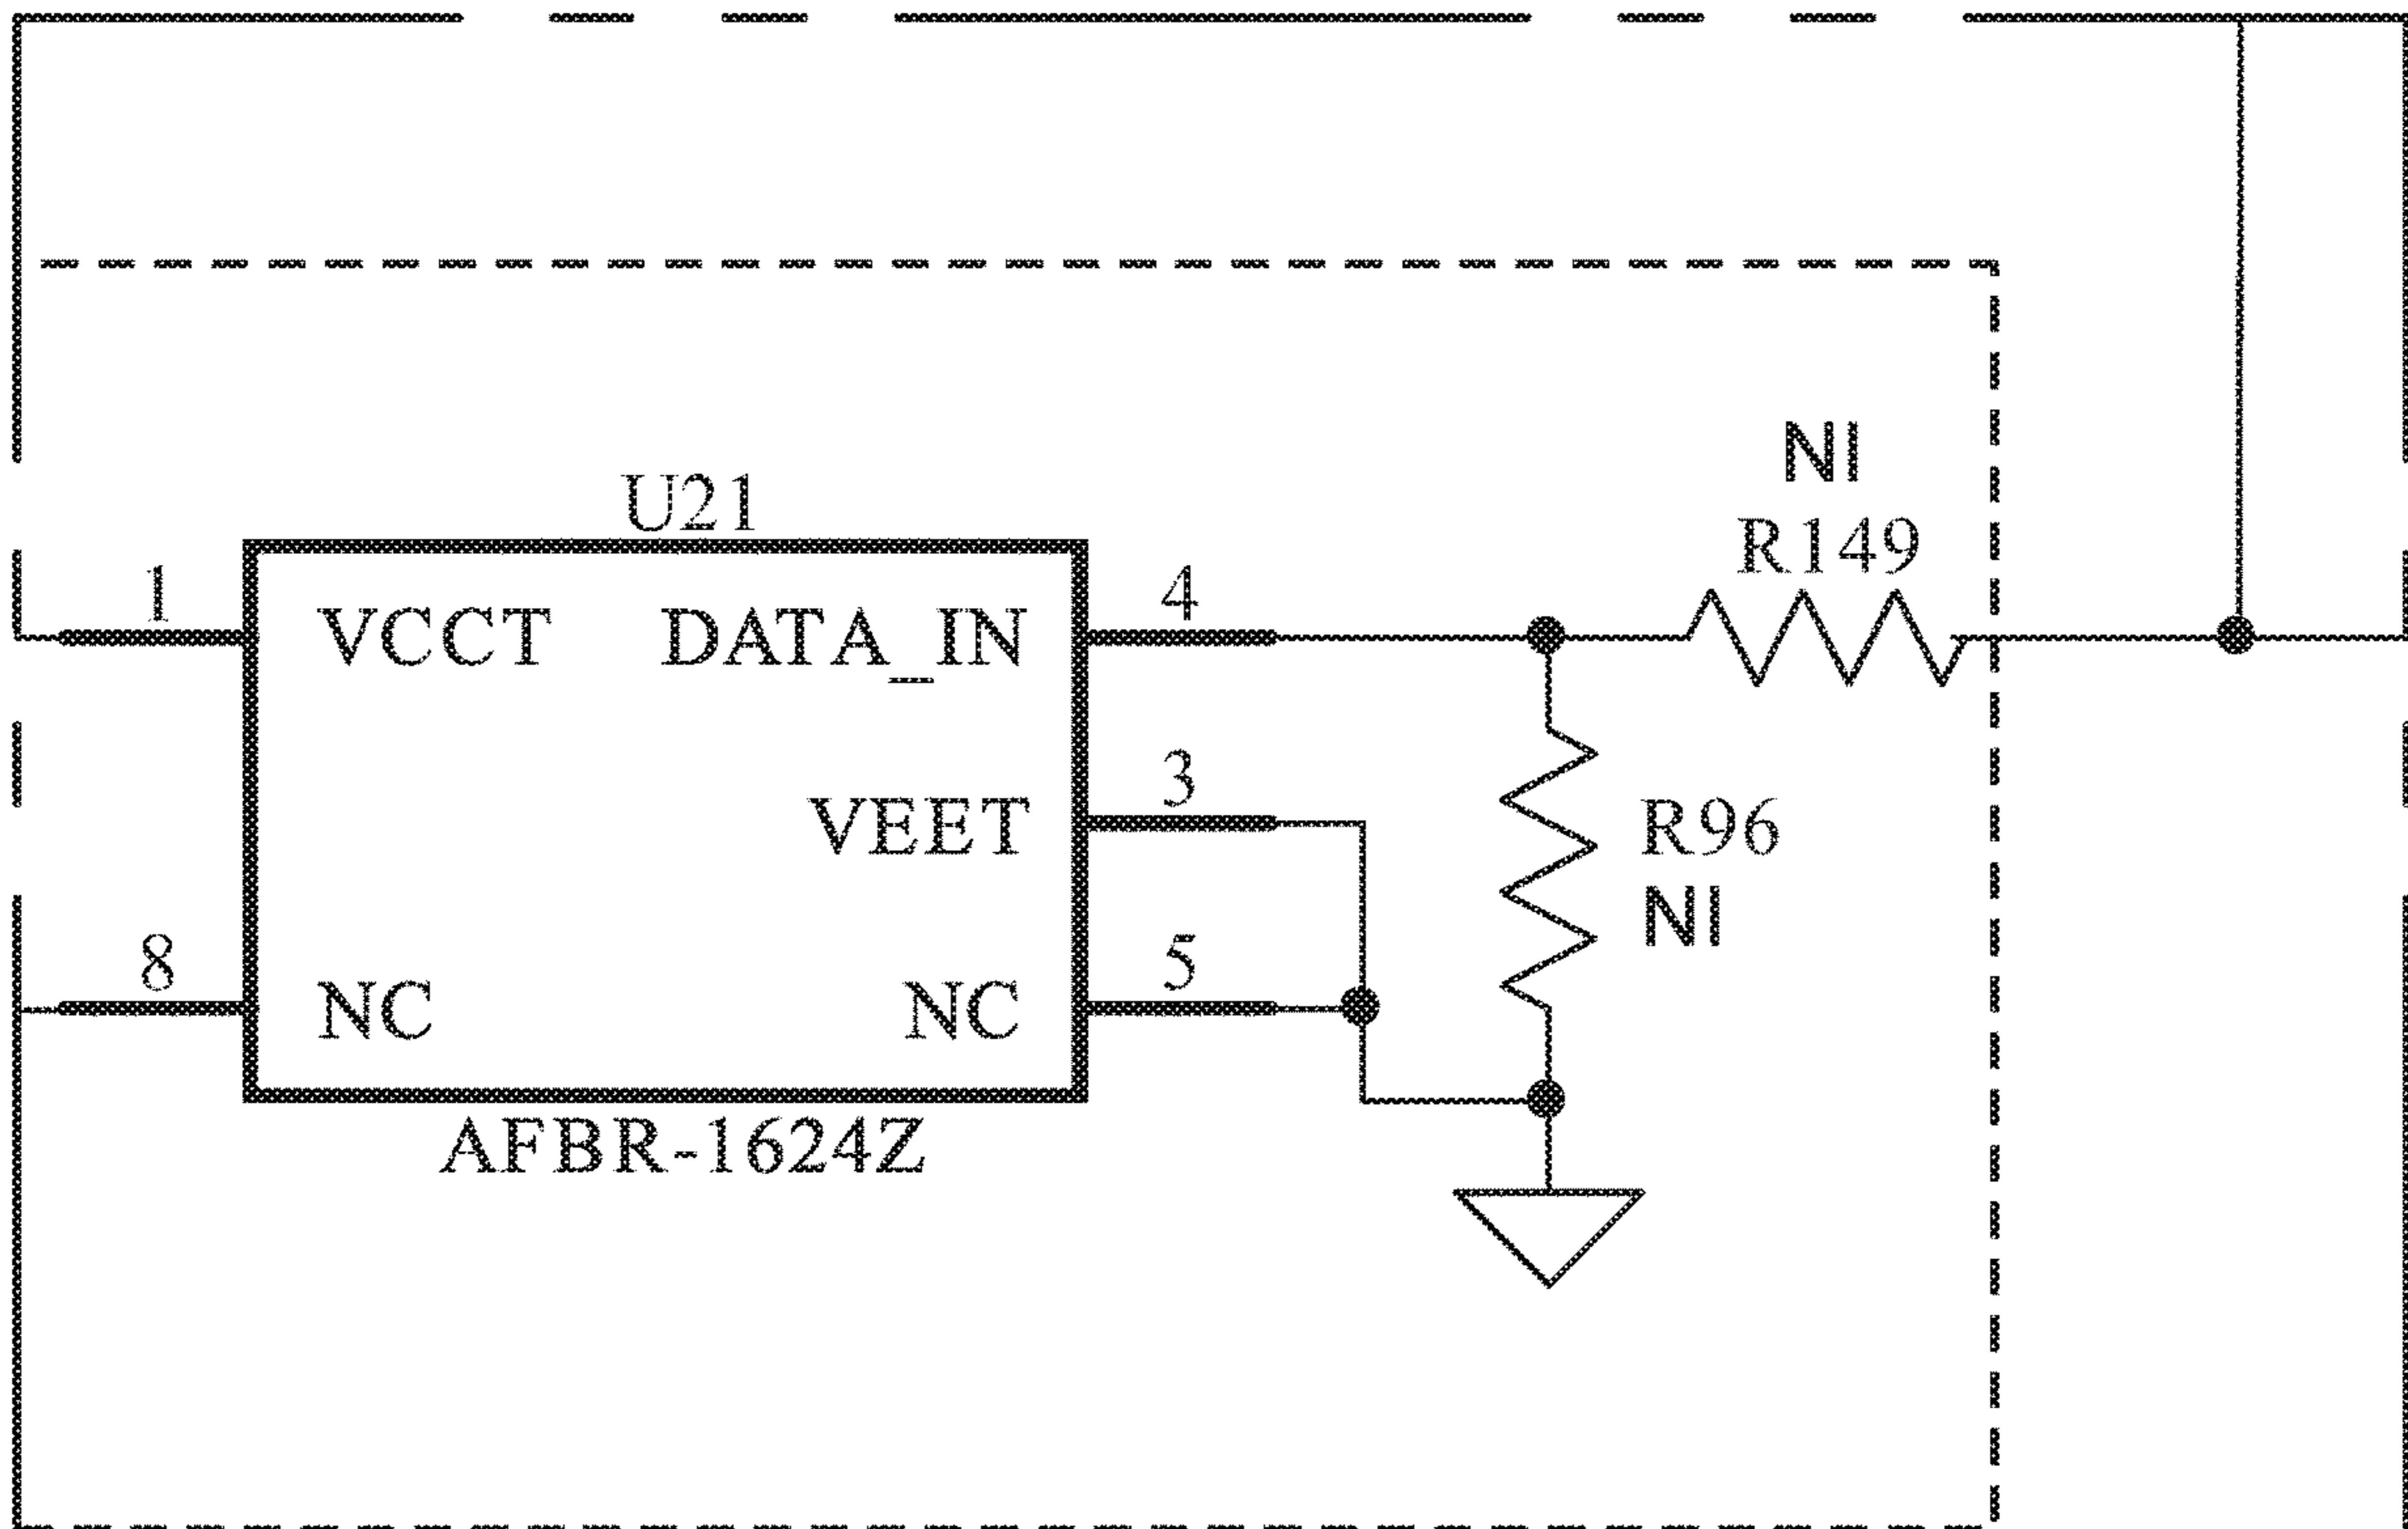 NI
U21
R149
1
4
VCCT DATA_IN
3
VEET
R96
NI
8
5
NC NC
AFBR-1624Z